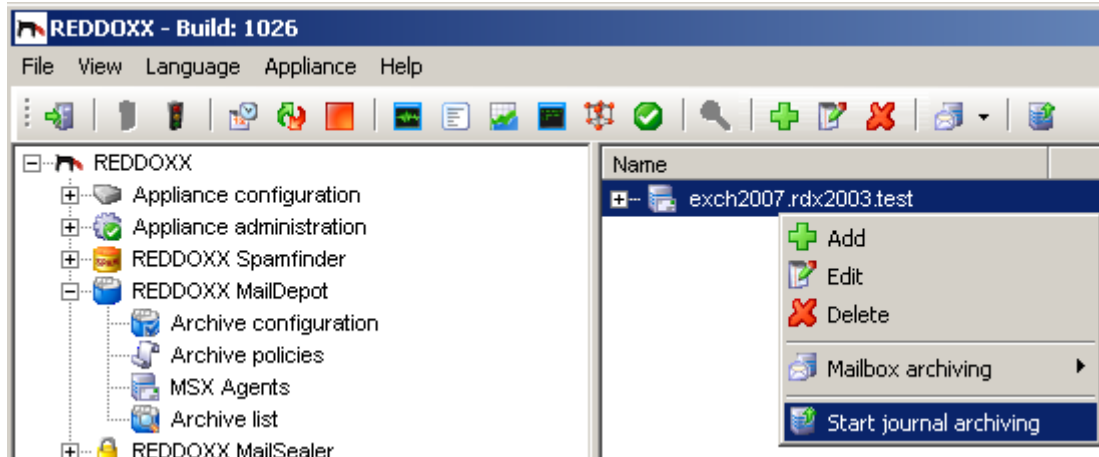 REDDOXX - Build: 1026
File View Language Appliance Help
REDDOXX
Appliance configuration
Appliance administration
REDDOXX Spamfinder
REDDOXX MailDepot
Archive configuration
Archive policies
MSX Agents
Archive list
REDDOXX MailSealer
Name
exch2007.rdx2003.test
Add
Edit
Delete
Mailbox archiving
Start journal archiving